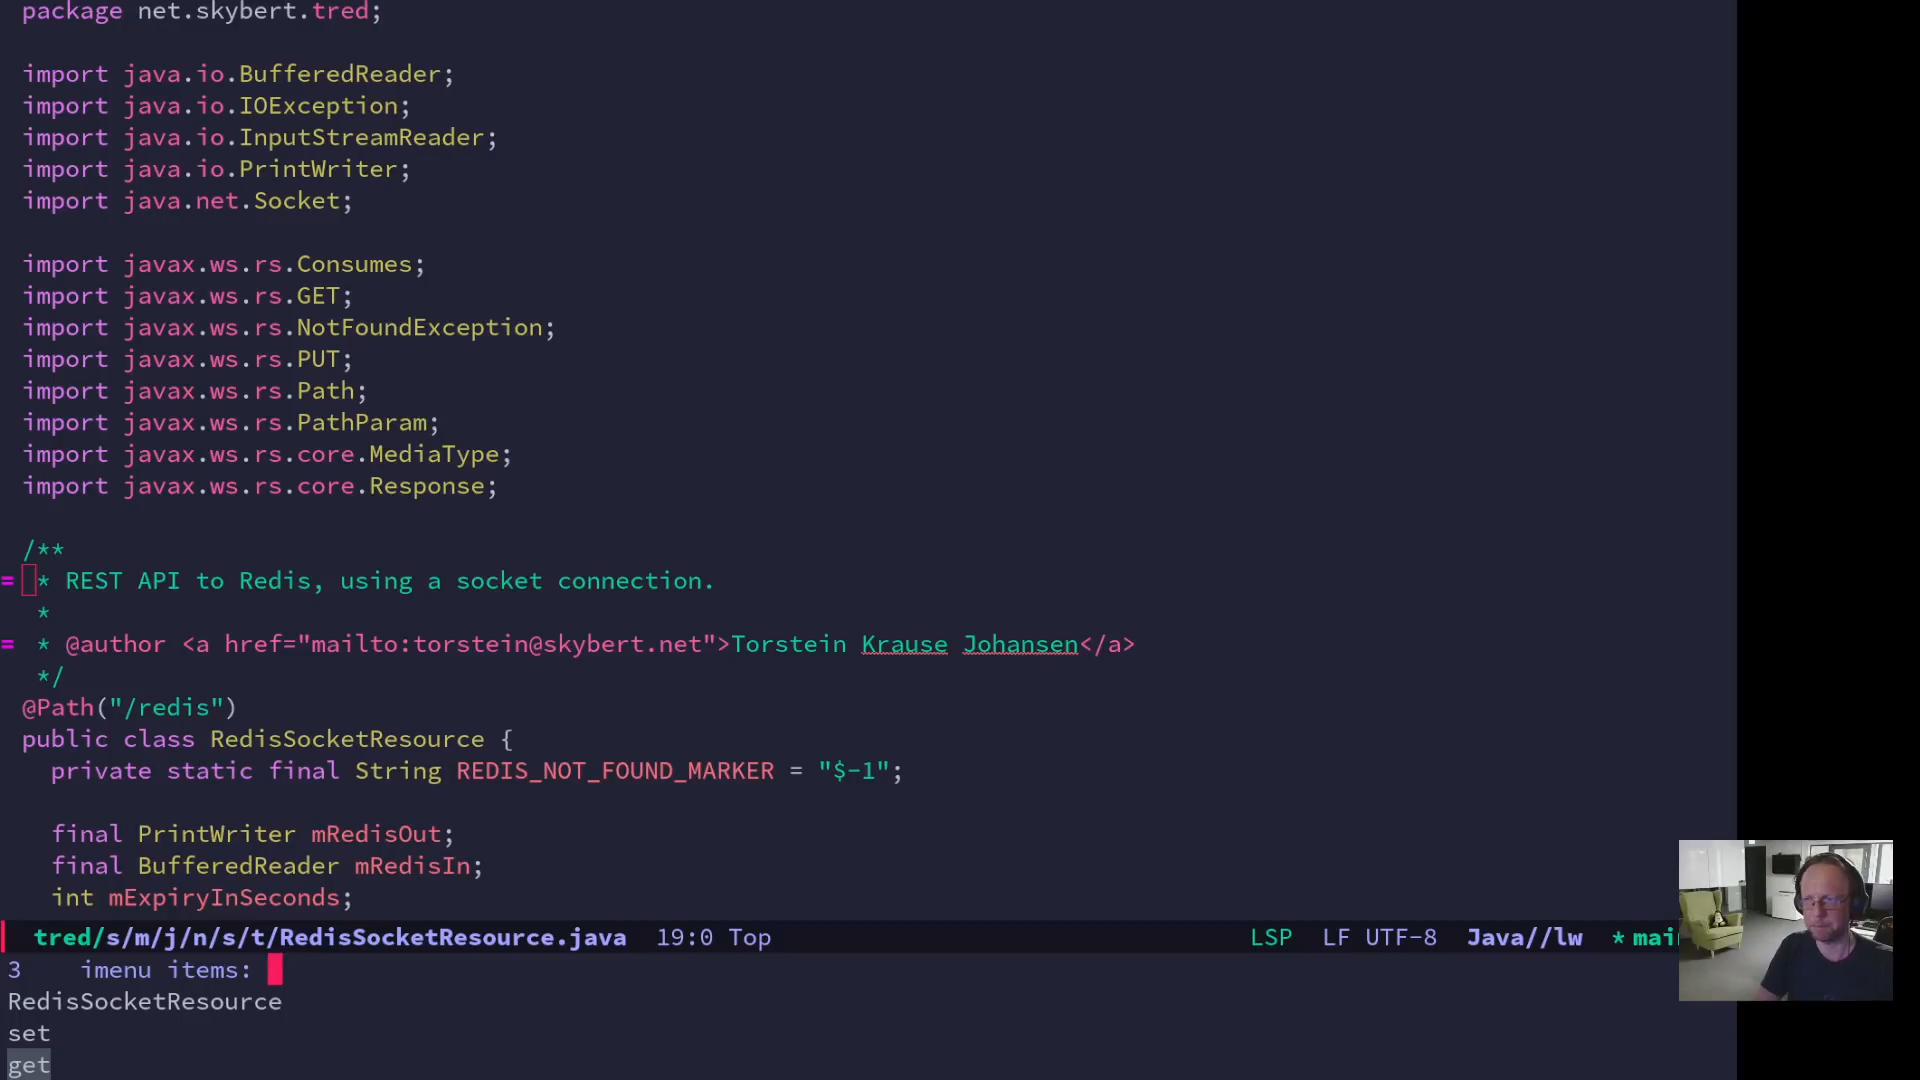 package net.skybert.tred;
import java.io.BufferedReader;
import java.io.IOException;
import java.io.InputStreamReader;
import java.io.PrintWriter;
import java.net.Socket;
import javax.ws.rs.Consumes;
import javax.ws.rs.GET;
import javax.ws.rs.NotFoundException;
import javax.ws.rs.PUT;
import javax.ws.rs.Path;
import javax.ws.rs.PathParam;
import javax.ws.rs.core.MediaType;
import javax.ws.rs.core.Response;
/**
= * REST API to Redis, using a socket connection.
*
= * @author <a href="mailto:torstein@skybert.net">Torstein Krause Johansen</a>
*/
@Path("/redis")
public class RedisSocketResource {
private static final String REDIS_NOT_FOUND_MARKER = "$-1";
final PrintWriter mRedisOut;
final BufferedReader mRedisIn;
int mExpiryInSeconds;
tred/s/m/j/n/s/t/RedisSocketResource.java 19:0 Top LSP LF UTF-8 Java//lw * mai
3 imenu items:
RedisSocketResource
set
get